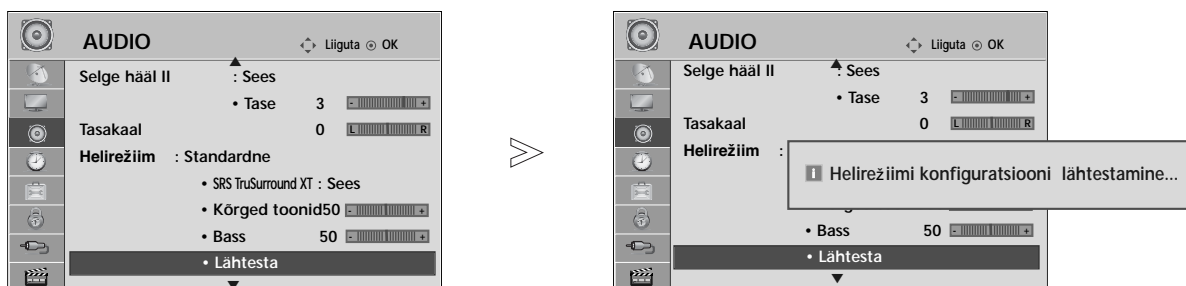 AUDIO
Liiguta OK
Selge hääl II : Sees
• Tase 3 - +
Tasakaal 0 L R
Helirežiim : Standardne
• SRS TruSurround XT : Sees
• Kõrged toonid50 - +
• Bass 50 - +
• Lähtesta
AUDIO
Liiguta OK
Selge hääl II : Sees
• Tase 3 - +
Tasakaal 0 L R
Helirežiim :
i Helirežiimi konfiguratsiooni lähtestamine...
• Bass 50 - +
• Lähtesta